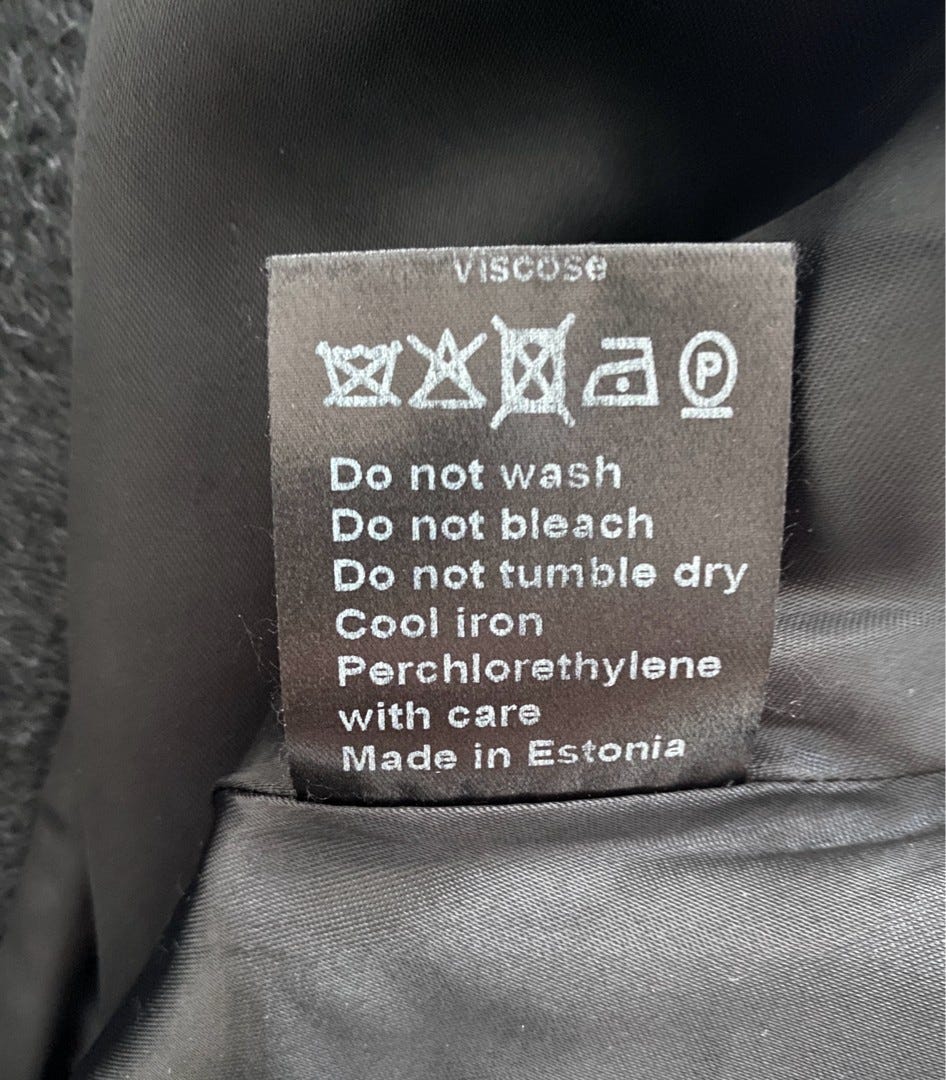 viscose
P
Do not wash
Do not bleach
Do not tumble dry
Cool iron
Perchlorethylene
with care
Made in Estonia